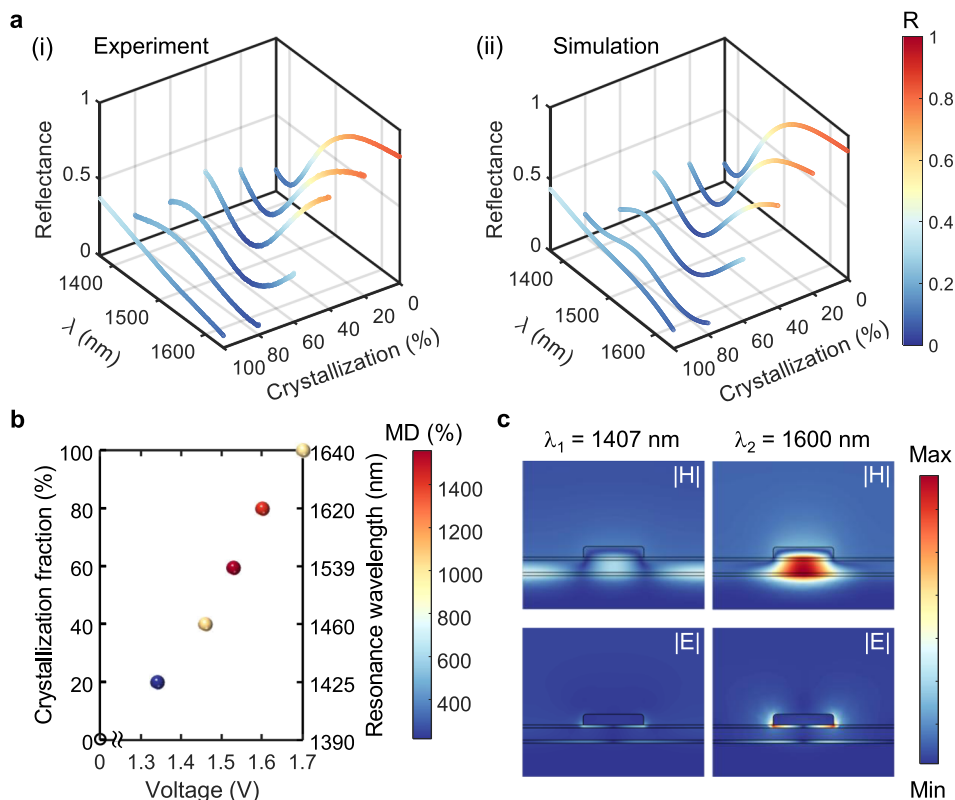 a
(i) Experiment
Reflectance
1
0.5
0
1400
1500
1600
λ (nm)
100 80 60 40 20 0
Crystallization (%)
(ii) Simulation
1
0.5
0
1400
1500
1600
λ (nm)
100 80 60 40 20 0
Crystallization (%)
R
1
0.8
0.6
0.4
0.2
0
b
Crystallization fraction (%)
100
80
60
40
20
0
0 1.3 1.4 1.5 1.6 1.7
Voltage (V)
1640
1620
1539
1460
1425
1390
Resonance wavelength (nm)
MD (%)
1400
1200
1000
800
600
400
c
λ1 = 1407 nm λ2 = 1600 nm
|H| |H|
|E| |E|
Max
Min